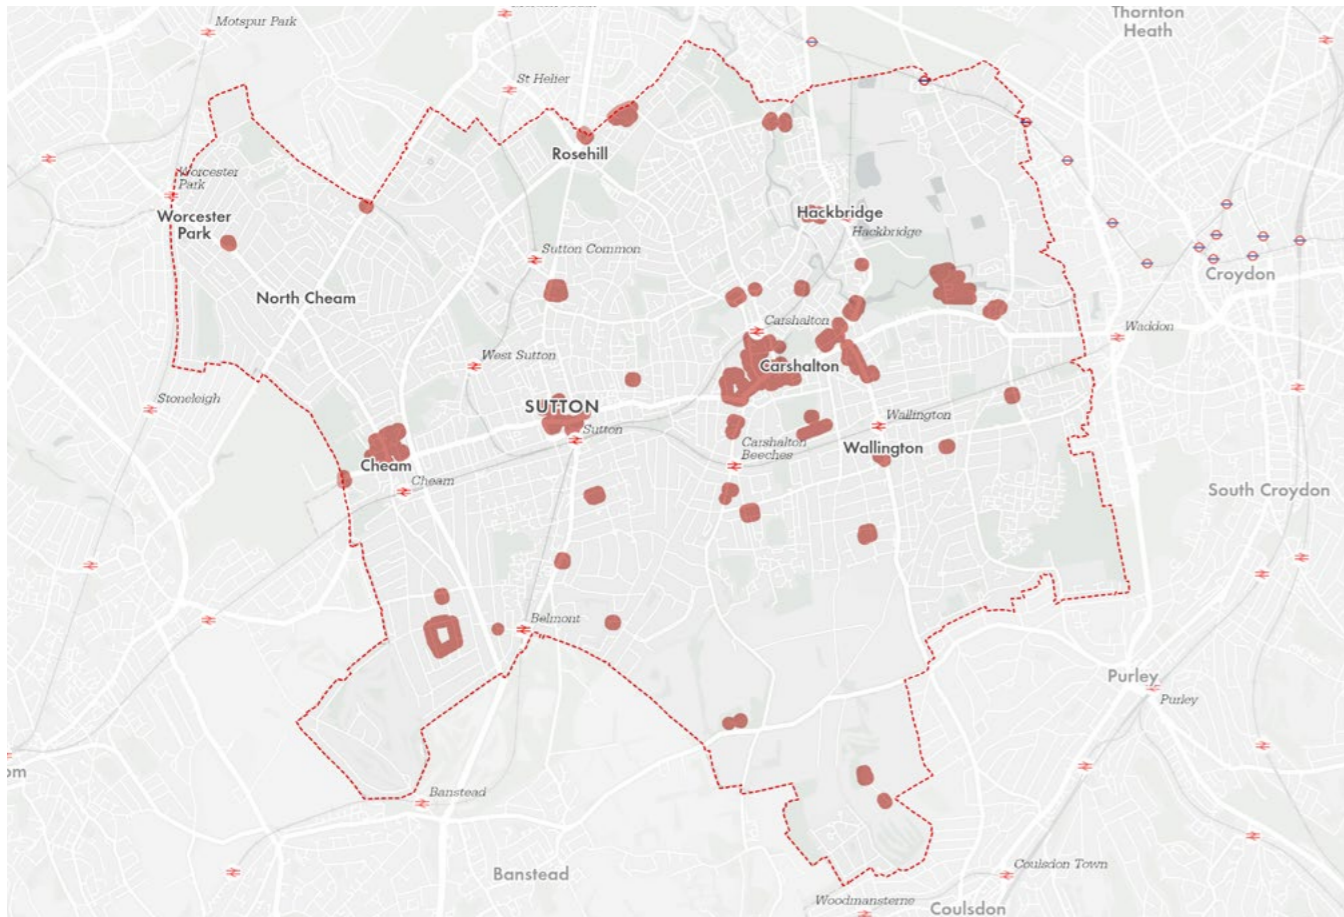 Motspur Park
Thornton
Heath
St Helier
Rosehill
Worcester
Park
Worcester
Park
Hackbridge
Hackbridge
Sutton Common
Croydon
North Cheam
Carshalton
Waddon
West Sutton
Carshalton
Stoneleigh
SUTTON
Sutton
Wallington
Carshalton
Beeches
Wallington
Cheam
Cheam
South Croydon
Belmont
Purley
Purley
om
Banstead
Banstead
Coulsdon Town
Woodmansterne
Coulsdon